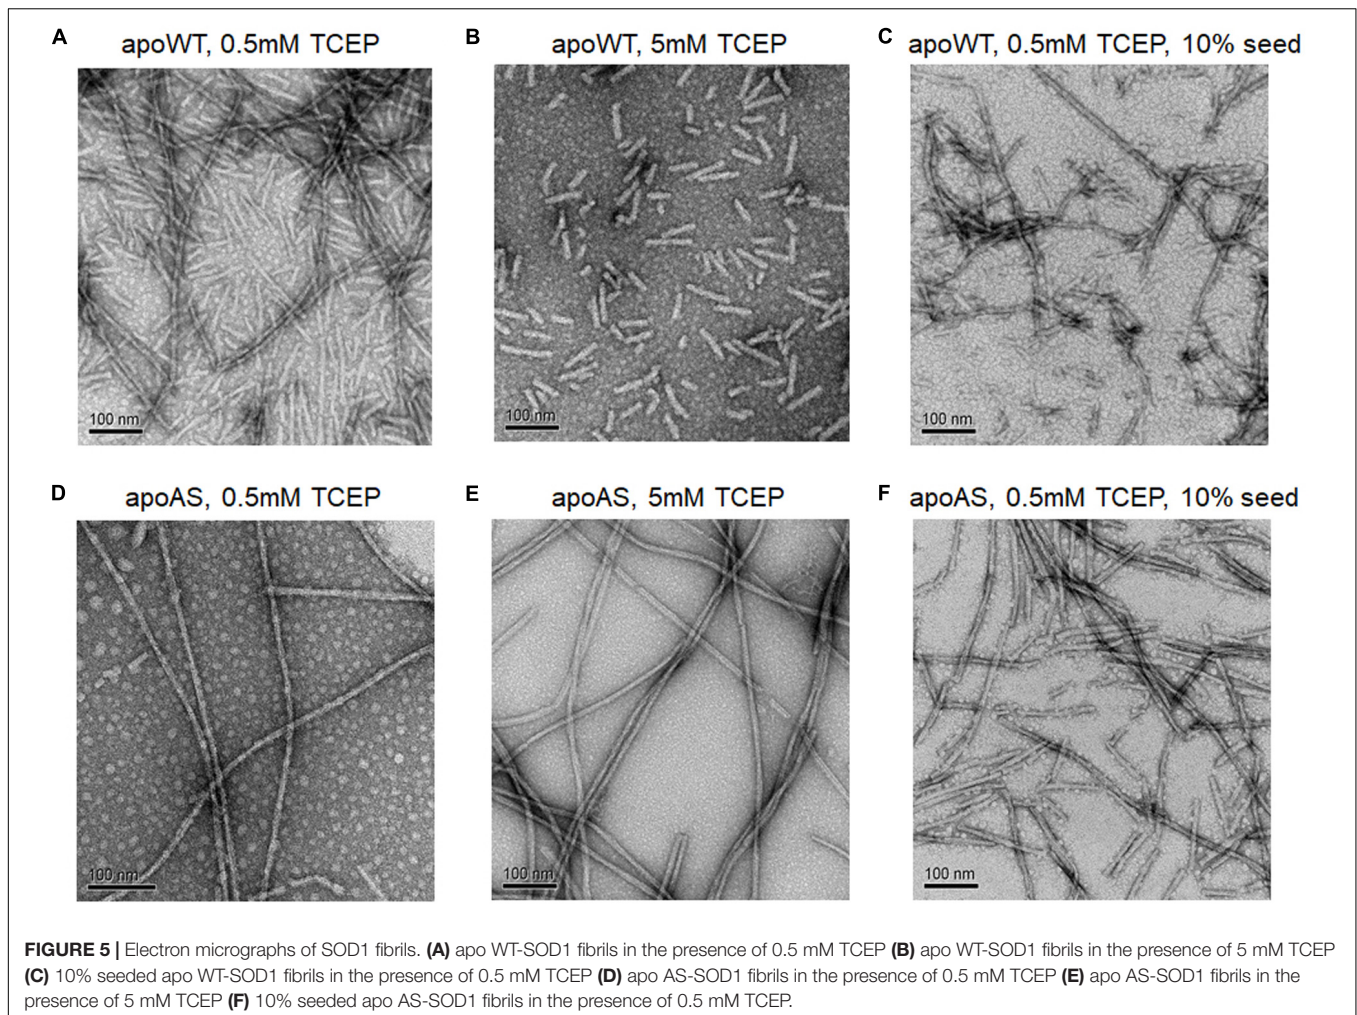 A apoWT, 0.5mM TCEP
B apoWT, 5mM TCEP
C apoWT, 0.5mM TCEP, 10% seed
100 nm
100 nm
100 nm
D apoAS, 0.5mM TCEP
E apoAS, 5mM TCEP
F apoAS, 0.5mM TCEP, 10% seed
100 nm
100 nm
100 nm
FIGURE 5 | Electron micrographs of SOD1 fibrils. (A) apo WT-SOD1 fibrils in the presence of 0.5 mM TCEP (B) apo WT-SOD1 fibrils in the presence of 5 mM TCEP
(C) 10% seeded apo WT-SOD1 fibrils in the presence of 0.5 mM TCEP (D) apo AS-SOD1 fibrils in the presence of 0.5 mM TCEP (E) apo AS-SOD1 fibrils in the
presence of 5 mM TCEP (F) 10% seeded apo AS-SOD1 fibrils in the presence of 0.5 mM TCEP.